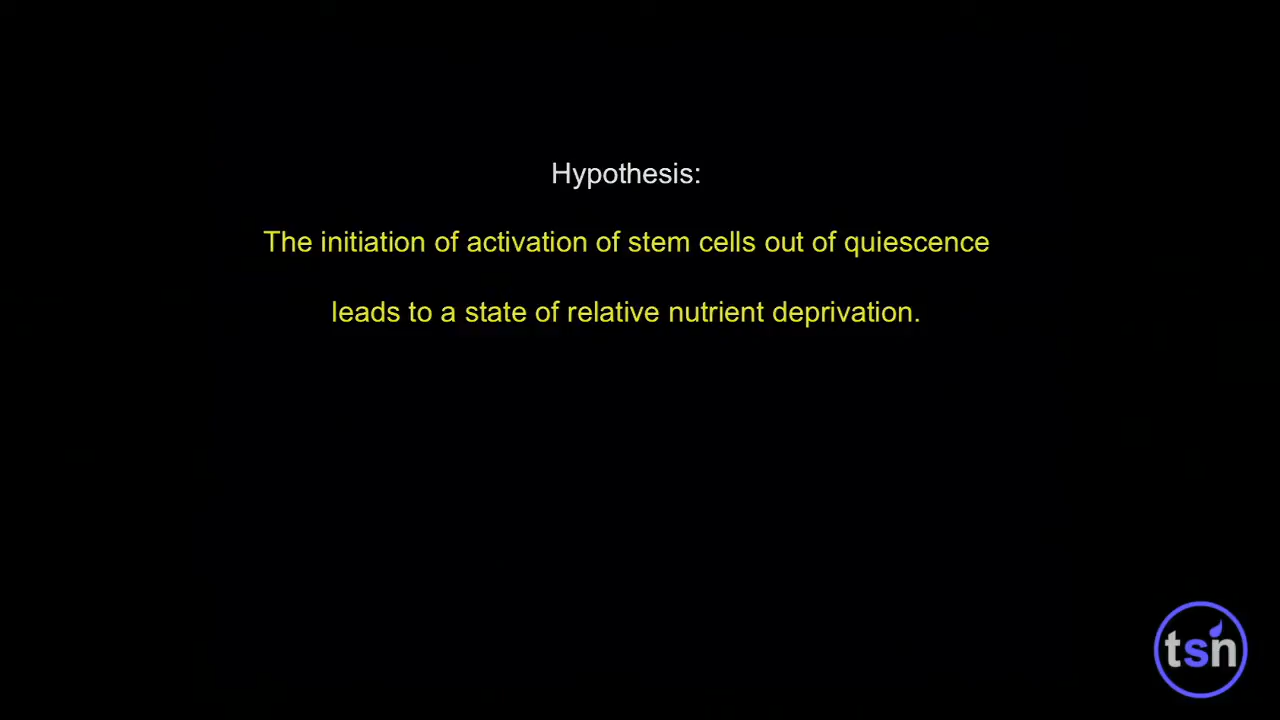 Hypothesis:
The initiation of activation of stem cells out of quiescence
leads to a state of relative nutrient deprivation.
tsn